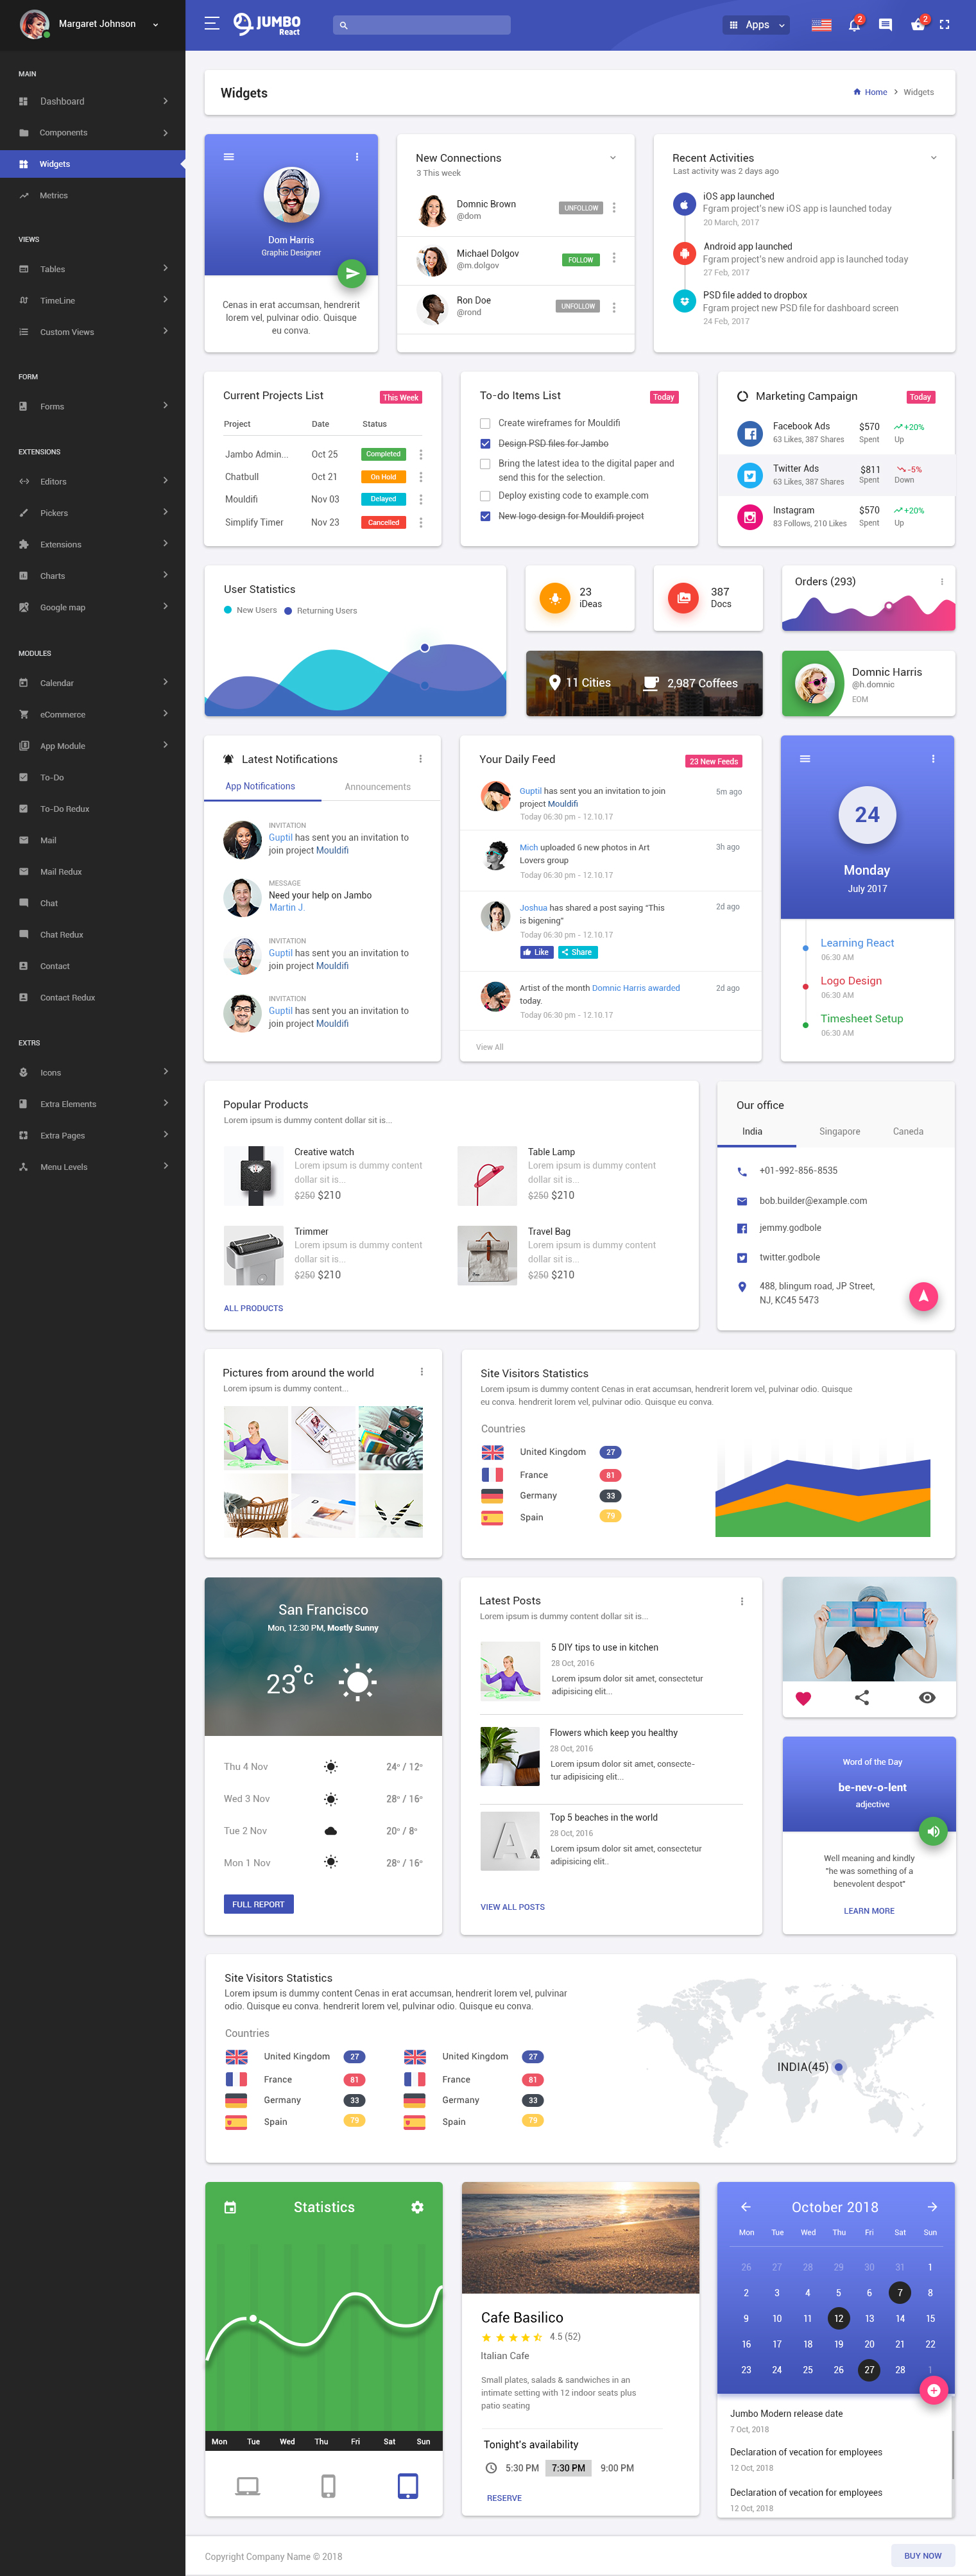 Margaret Johnson
MAIN
Dashboard
Components
Widgets
Metrics
VIEWS
Tables
TimeLine
Custom Views
FORM
Forms
EXTENSIONS
Editors
Pickers
Extensions
Charts
Google map
MODULES
Calendar
eCommerce
App Module
To-Do
To-Do Redux
Mail
Mail Redux
Chat
Chat Redux
Contact
Contact Redux
EXTRS
Icons
Extra Elements
Extra Pages
Menu Levels
JUMBO
React
Apps
2
2
Widgets
Home > Widgets
Dom Harris
Graphic Designer
Cenas in erat accumsan, hendrerit
lorem vel, pulvinar odio. Quisque
eu conva.
New Connections
3 This week
Domnic Brown
@dom
UNFOLLOW
Michael Dolgov
@m.dolgov
FOLLOW
Ron Doe
@rond
UNFOLLOW
Recent Activities
Last activity was 2 days ago
iOS app launched
Fgram project's new iOS app is launched today
20 March, 2017
Android app launched
Fgram project's new android app is launched today
27 Feb, 2017
PSD file added to dropbox
Fgram project new PSD file for dashboard screen
24 Feb, 2017
Current Projects List
This Week
Project Date Status
Jambo Admin... Oct 25 Completed
Chatbull Oct 21 On Hold
Mouldifi Nov 03 Delayed
Simplify Timer Nov 23 Cancelled
To-do Items List
Today
Create wireframes for Mouldifi
Design PSD files for Jambo
Bring the latest idea to the digital paper and
send this for the selection.
Deploy existing code to example.com
New logo design for Mouldifi project
Marketing Campaign
Today
Facebook Ads $570 +20%
63 Likes, 387 Shares Spent Up
Twitter Ads $811 -5%
63 Likes, 387 Shares Spent Down
Instagram $570 +20%
83 Follows, 210 Likes Spent Up
User Statistics
New Users Returning Users
23
iDeas
387
Docs
Orders (293)
11 Cities
2,987 Coffees
Domnic Harris
@h.domnic
EOM
Latest Notifications
App Notifications Announcements
INVITATION
Guptil has sent you an invitation to
join project Mouldifi
MESSAGE
Need your help on Jambo
Martin J.
INVITATION
Guptil has sent you an invitation to
join project Mouldifi
INVITATION
Guptil has sent you an invitation to
join project Mouldifi
Your Daily Feed
23 New Feeds
Guptil has sent you an invitation to join
project Mouldifi
5m ago
Today 06:30 pm - 12.10.17
Mich uploaded 6 new photos in Art
Lovers group
3h ago
Today 06:30 pm - 12.10.17
Joshua has shared a post saying "This
is bigening"
2d ago
Today 06:30 pm - 12.10.17
Like Share
Artist of the month Domnic Harris awarded
today.
2d ago
Today 06:30 pm - 12.10.17
View All
24
Monday
July 2017
Learning React
06:30 AM
Logo Design
06:30 AM
Timesheet Setup
06:30 AM
Popular Products
Lorem ipsum is dummy content dollar sit is...
Creative watch
Lorem ipsum is dummy content
dollar sit is...
$250 $210
Table Lamp
Lorem ipsum is dummy content
dollar sit is...
$250 $210
Trimmer
Lorem ipsum is dummy content
dollar sit is...
$250 $210
Travel Bag
Lorem ipsum is dummy content
dollar sit is...
$250 $210
ALL PRODUCTS
Our office
India Singapore Caneda
+01-992-856-8535
bob.builder@example.com
jemmy.godbole
twitter.godbole
488, blingum road, JP Street,
NJ, KC45 5473
Pictures from around the world
Lorem ipsum is dummy content...
Site Visitors Statistics
Lorem ipsum is dummy content Cenas in erat accumsan, hendrerit lorem vel, pulvinar odio. Quisque
eu conva. hendrerit lorem vel, pulvinar odio. Quisque eu conva.
Countries
United Kingdom 27
France 81
Germany 33
Spain 79
San Francisco
Mon, 12:30 PM, Mostly Sunny
23°C
Thu 4 Nov 24° / 12°
Wed 3 Nov 28° / 16°
Tue 2 Nov 20° / 8°
Mon 1 Nov 28° / 16°
FULL REPORT
Latest Posts
Lorem ipsum is dummy content dollar sit is...
5 DIY tips to use in kitchen
28 Oct, 2016
Lorem ipsum dolor sit amet, consectetur
adipisicing elit...
Flowers which keep you healthy
28 Oct, 2016
Lorem ipsum dolor sit amet, consecte-
tur adipisicing elit...
Top 5 beaches in the world
28 Oct, 2016
Lorem ipsum dolor sit amet, consectetur
adipisicing elit..
VIEW ALL POSTS
Word of the Day
be-nev-o-lent
adjective
Well meaning and kindly
"he was something of a
benevolent despot"
LEARN MORE
Site Visitors Statistics
Lorem ipsum is dummy content Cenas in erat accumsan, hendrerit lorem vel, pulvinar
odio. Quisque eu conva. hendrerit lorem vel, pulvinar odio. Quisque eu conva.
Countries
United Kingdom 27 United Kingdom 27
France 81 France 81
Germany 33 Germany 33
Spain 79 Spain 79
INDIA(45)
Statistics
Mon Tue Wed Thu Fri Sat Sun
Cafe Basilico
4.5 (52)
Italian Cafe
Small plates, salads & sandwiches in an
intimate setting with 12 indoor seats plus
patio seating
Tonight's availability
5:30 PM 7:30 PM 9:00 PM
RESERVE
October 2018
Mon Tue Wed Thu Fri Sat Sun
26 27 28 29 30 31 1
2 3 4 5 6 7 8
9 10 11 12 13 14 15
16 17 18 19 20 21 22
23 24 25 26 27 28 1
Jumbo Modern release date
7 Oct, 2018
Declaration of vecation for employees
12 Oct, 2018
Declaration of vecation for employees
12 Oct, 2018
Copyright Company Name © 2018
BUY NOW